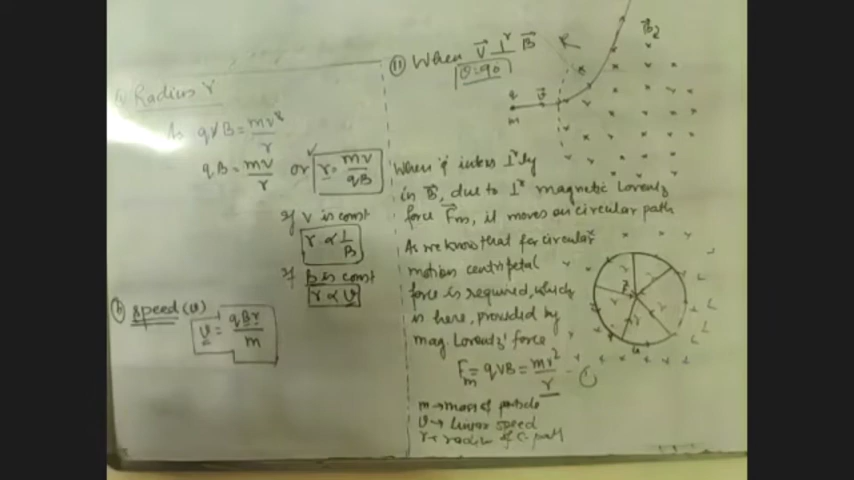 (a) Radius r
As qvB = mv²/r
qB = mv/r or r = mv/qB
If v is const
r ∝ 1/B
If B is const
r ∝ v
(b) speed (v)
v = qBr/m
(ii) When V⃗ ⊥ʳ B⃗
θ = 90
q v⃗
m
When q enters ⊥ʳly
in B⃗, due to ⊥ʳ magnetic Lorentz
force F⃗m, it moves on circular path
As we know that for circular
motion centripetal
force is required, which
is here, provided by
mag. Lorentz force
Fm = qvB = mv²/r
m → mass of particle
v → linear speed
r → radius of C. path